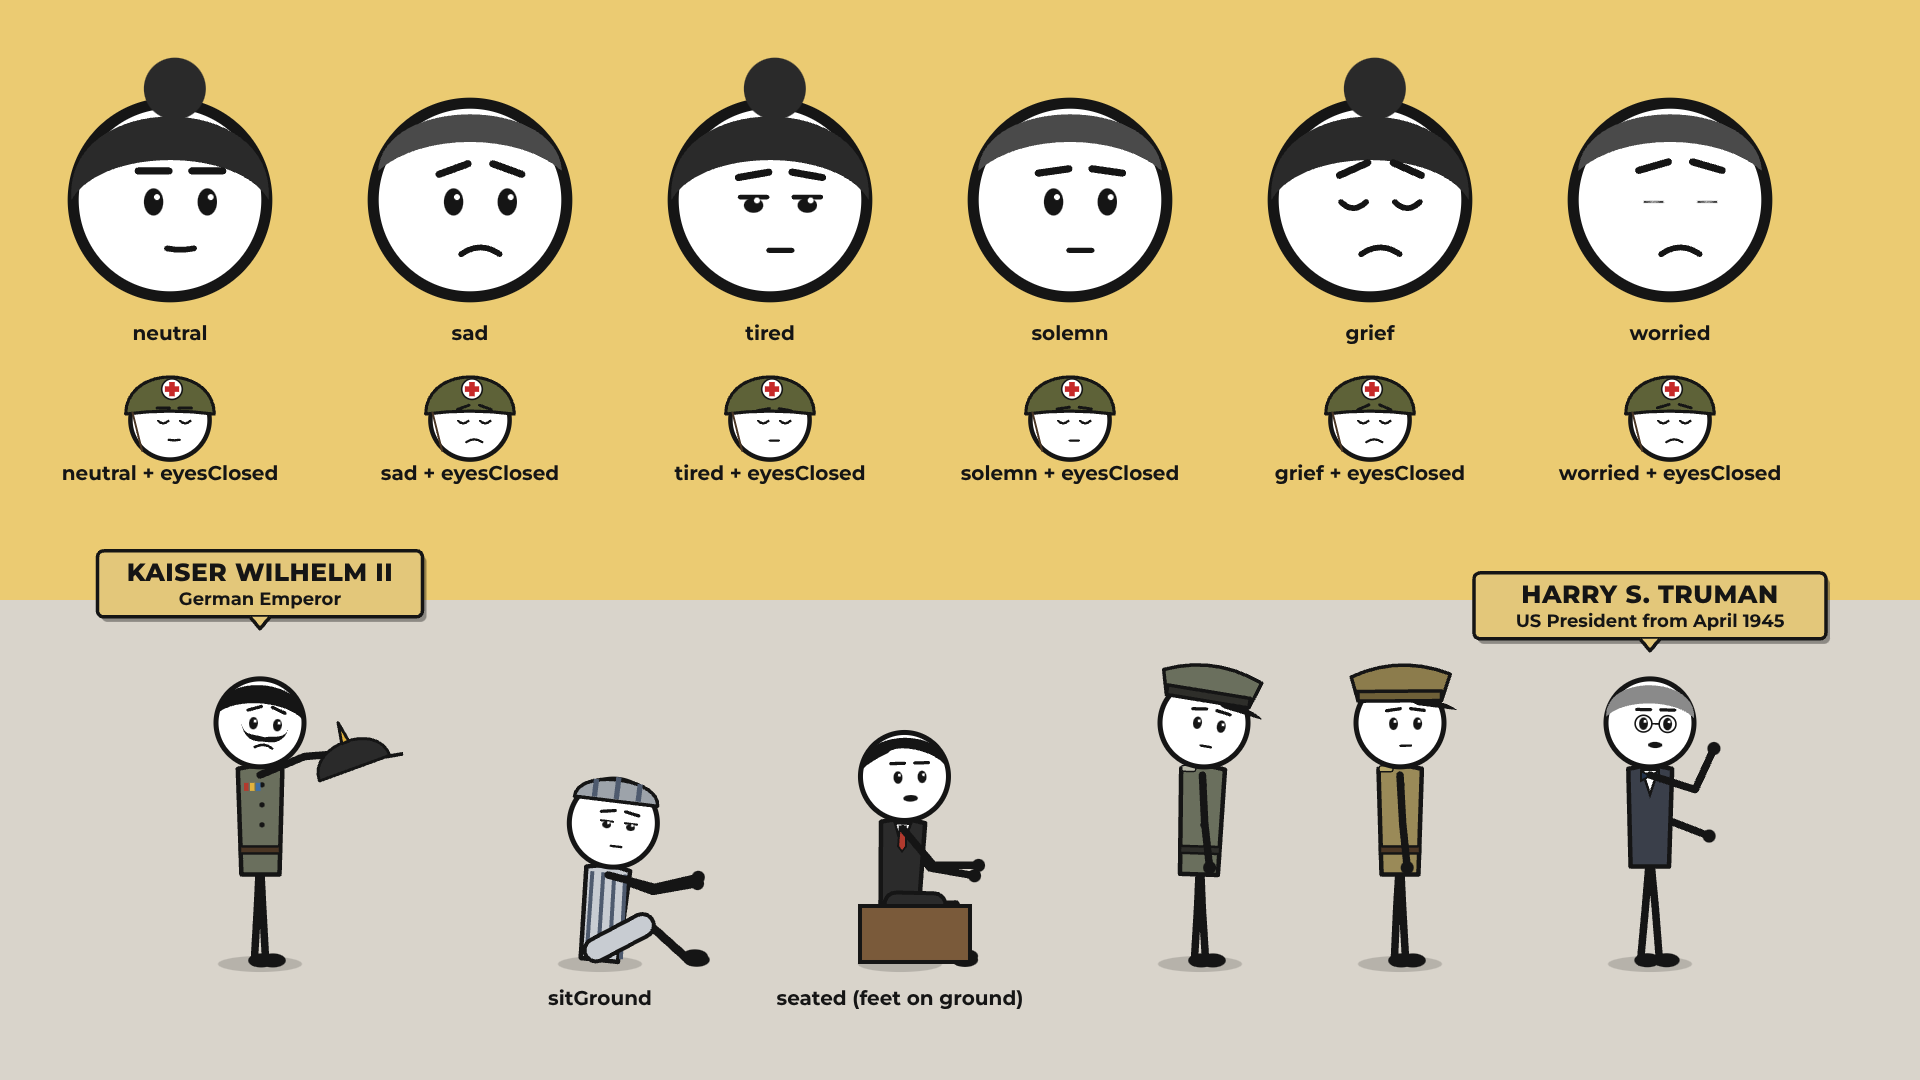 neutral
sad
tired
solemn
grief
worried
neutral + eyesClosed
sad + eyesClosed
tired + eyesClosed
solemn + eyesClosed
grief + eyesClosed
worried + eyesClosed
KAISER WILHELM II
German Emperor
HARRY S. TRUMAN
US President from April 1945
sitGround
seated (feet on ground)